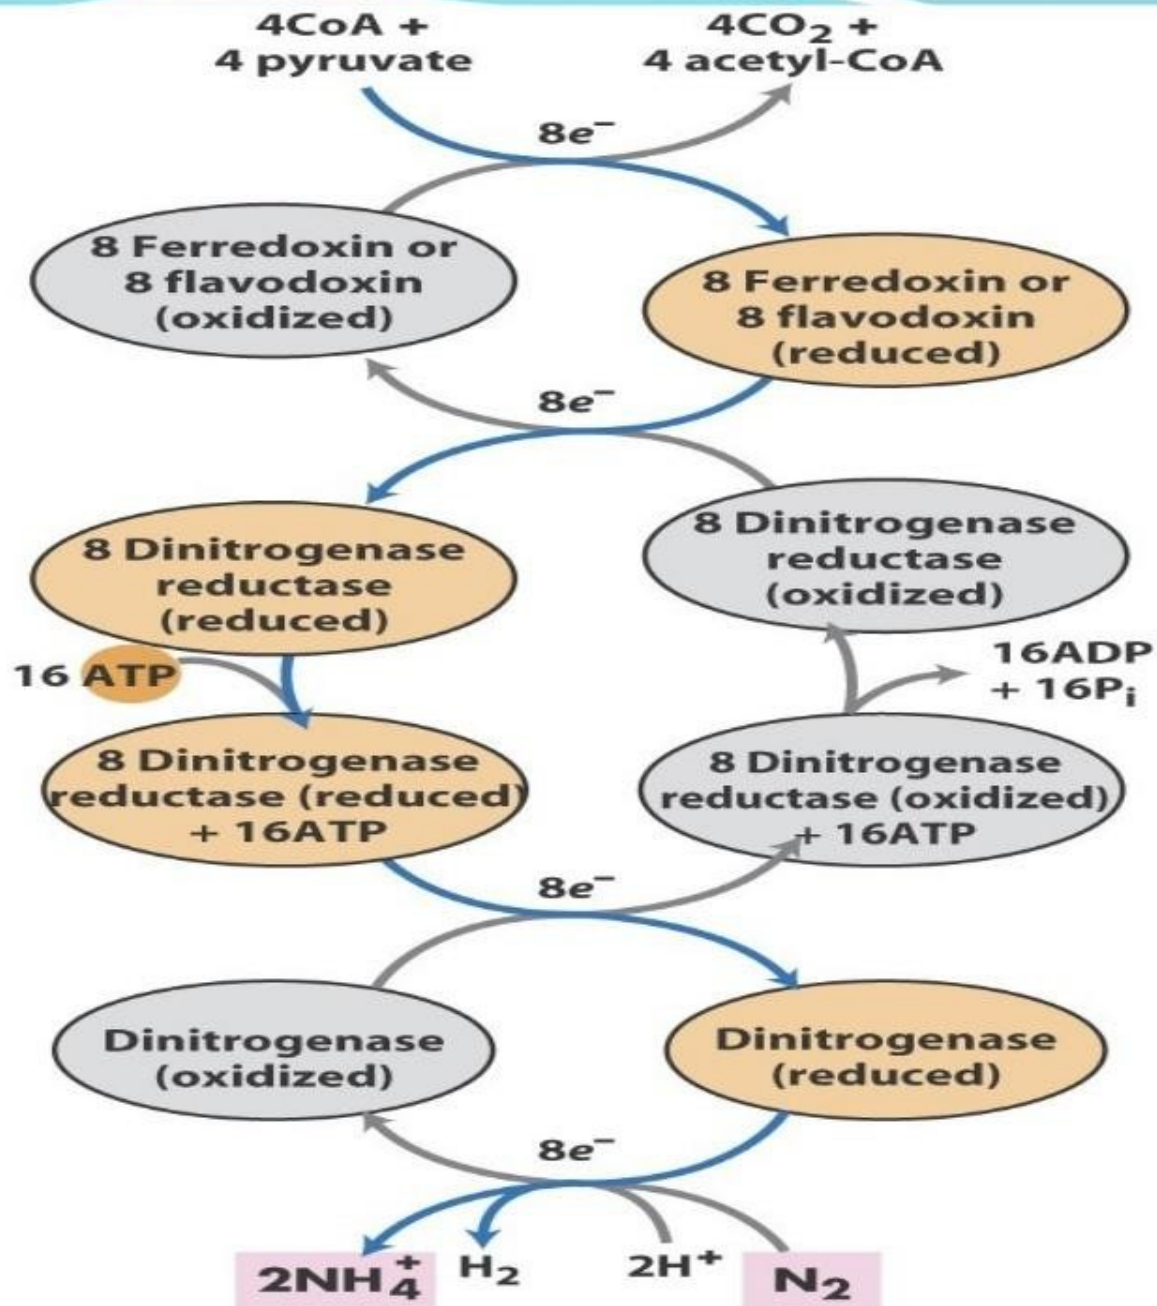 4CoA +
4 pyruvate
4CO₂ +
4 acetyl-CoA
8e⁻
8 Ferredoxin or
8 flavodoxin
(oxidized)
8 Ferredoxin or
8 flavodoxin
(reduced)
8e⁻
8 Dinitrogenase
reductase
(reduced)
8 Dinitrogenase
reductase
(oxidized)
16 ATP
16ADP
+ 16Pᵢ
8 Dinitrogenase
reductase (reduced)
+ 16ATP
8 Dinitrogenase
reductase (oxidized)
+ 16ATP
8e⁻
Dinitrogenase
(oxidized)
Dinitrogenase
(reduced)
8e⁻
2NH₄⁺
H₂
2H⁺
N₂